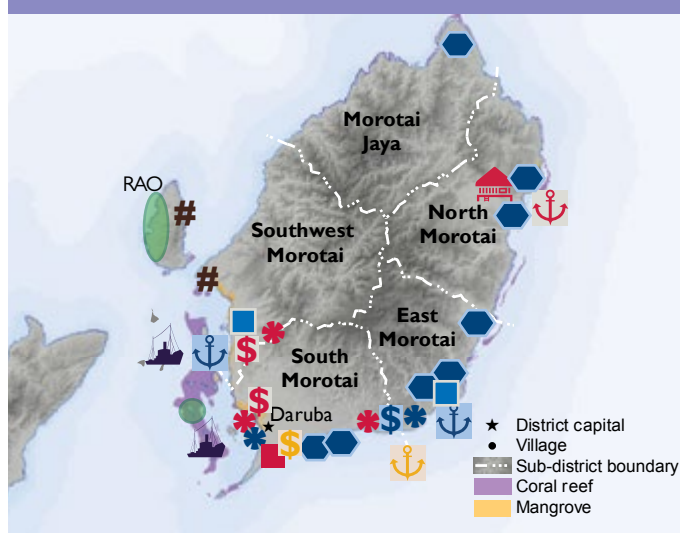 Morotai
Jaya
RAO
#
North
Morotai
Southwest
Morotai
#
East
Morotai
$
South
Morotai
$
Daruba
$
$
District capital
Village
Sub-district boundary
Coral reef
Mangrove